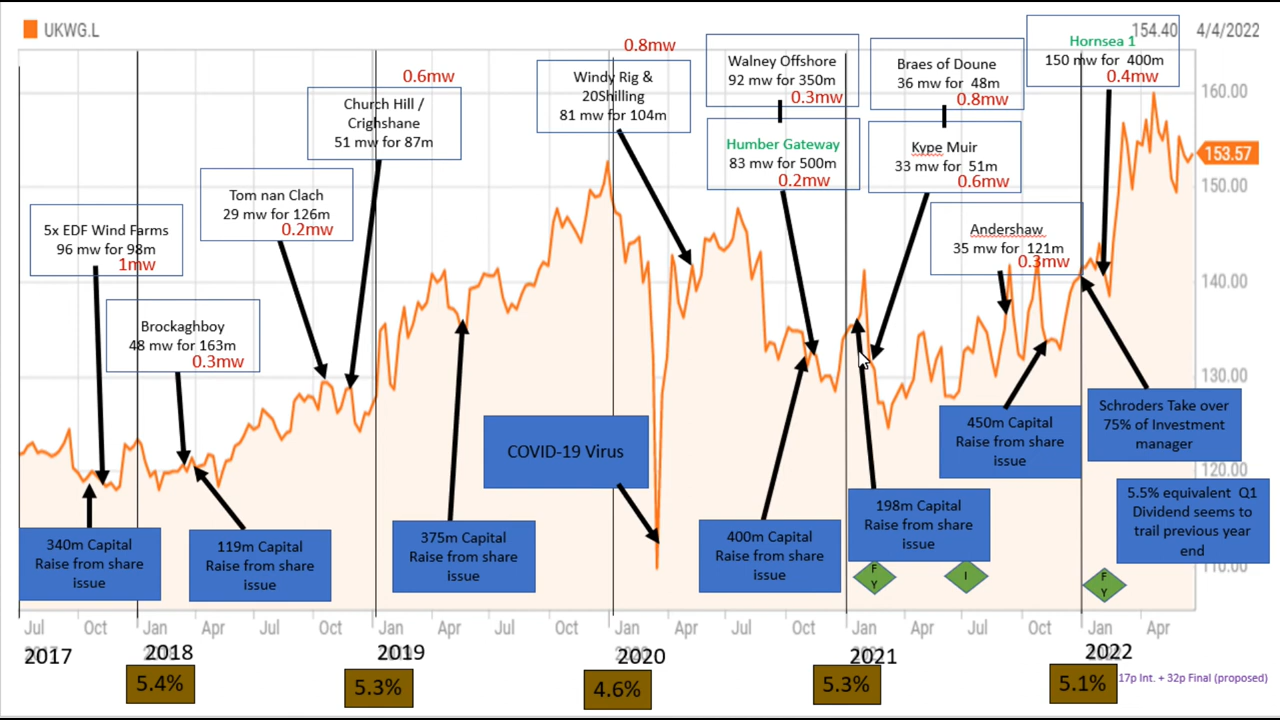 UKWG.L
154.40 4/4/2022
Hornsea 1
150 mw for 400m
0.4mw
0.8mw
Walney Offshore
92 mw for 350m
0.3mw
Braes of Doune
36 mw for 48m
0.8mw
Windy Rig &
20Shilling
81 mw for 104m
0.6mw
Church Hill /
Crighshane
51 mw for 87m
160.00
Humber Gateway
83 mw for 500m
0.2mw
Kype Muir
33 mw for 51m
0.6mw
153.57
150.00
Tom nan Clach
29 mw for 126m
0.2mw
5x EDF Wind Farms
96 mw for 98m
1mw
Andershaw
35 mw for 121m
0.3mw
140.00
Brockaghboy
48 mw for 163m
0.3mw
130.00
Schroders Take over
75% of Investment
manager
450m Capital
Raise from share
issue
COVID-19 Virus
120.00
5.5% equivalent Q1
Dividend seems to
trail previous year
end
198m Capital
Raise from share
issue
340m Capital
Raise from share
issue
119m Capital
Raise from share
issue
375m Capital
Raise from share
issue
400m Capital
Raise from share
issue
110.00
F
Y
I
F
Y
Jul Oct Jan Apr Jul Oct Jan Apr Jul Oct Jan Apr Jul Oct Jan Apr Jul Oct Jan Apr
2017 2018 2019 2020 2021 2022
5.4% 5.3% 4.6% 5.3% 5.1%
17p Int. + 32p Final (proposed)